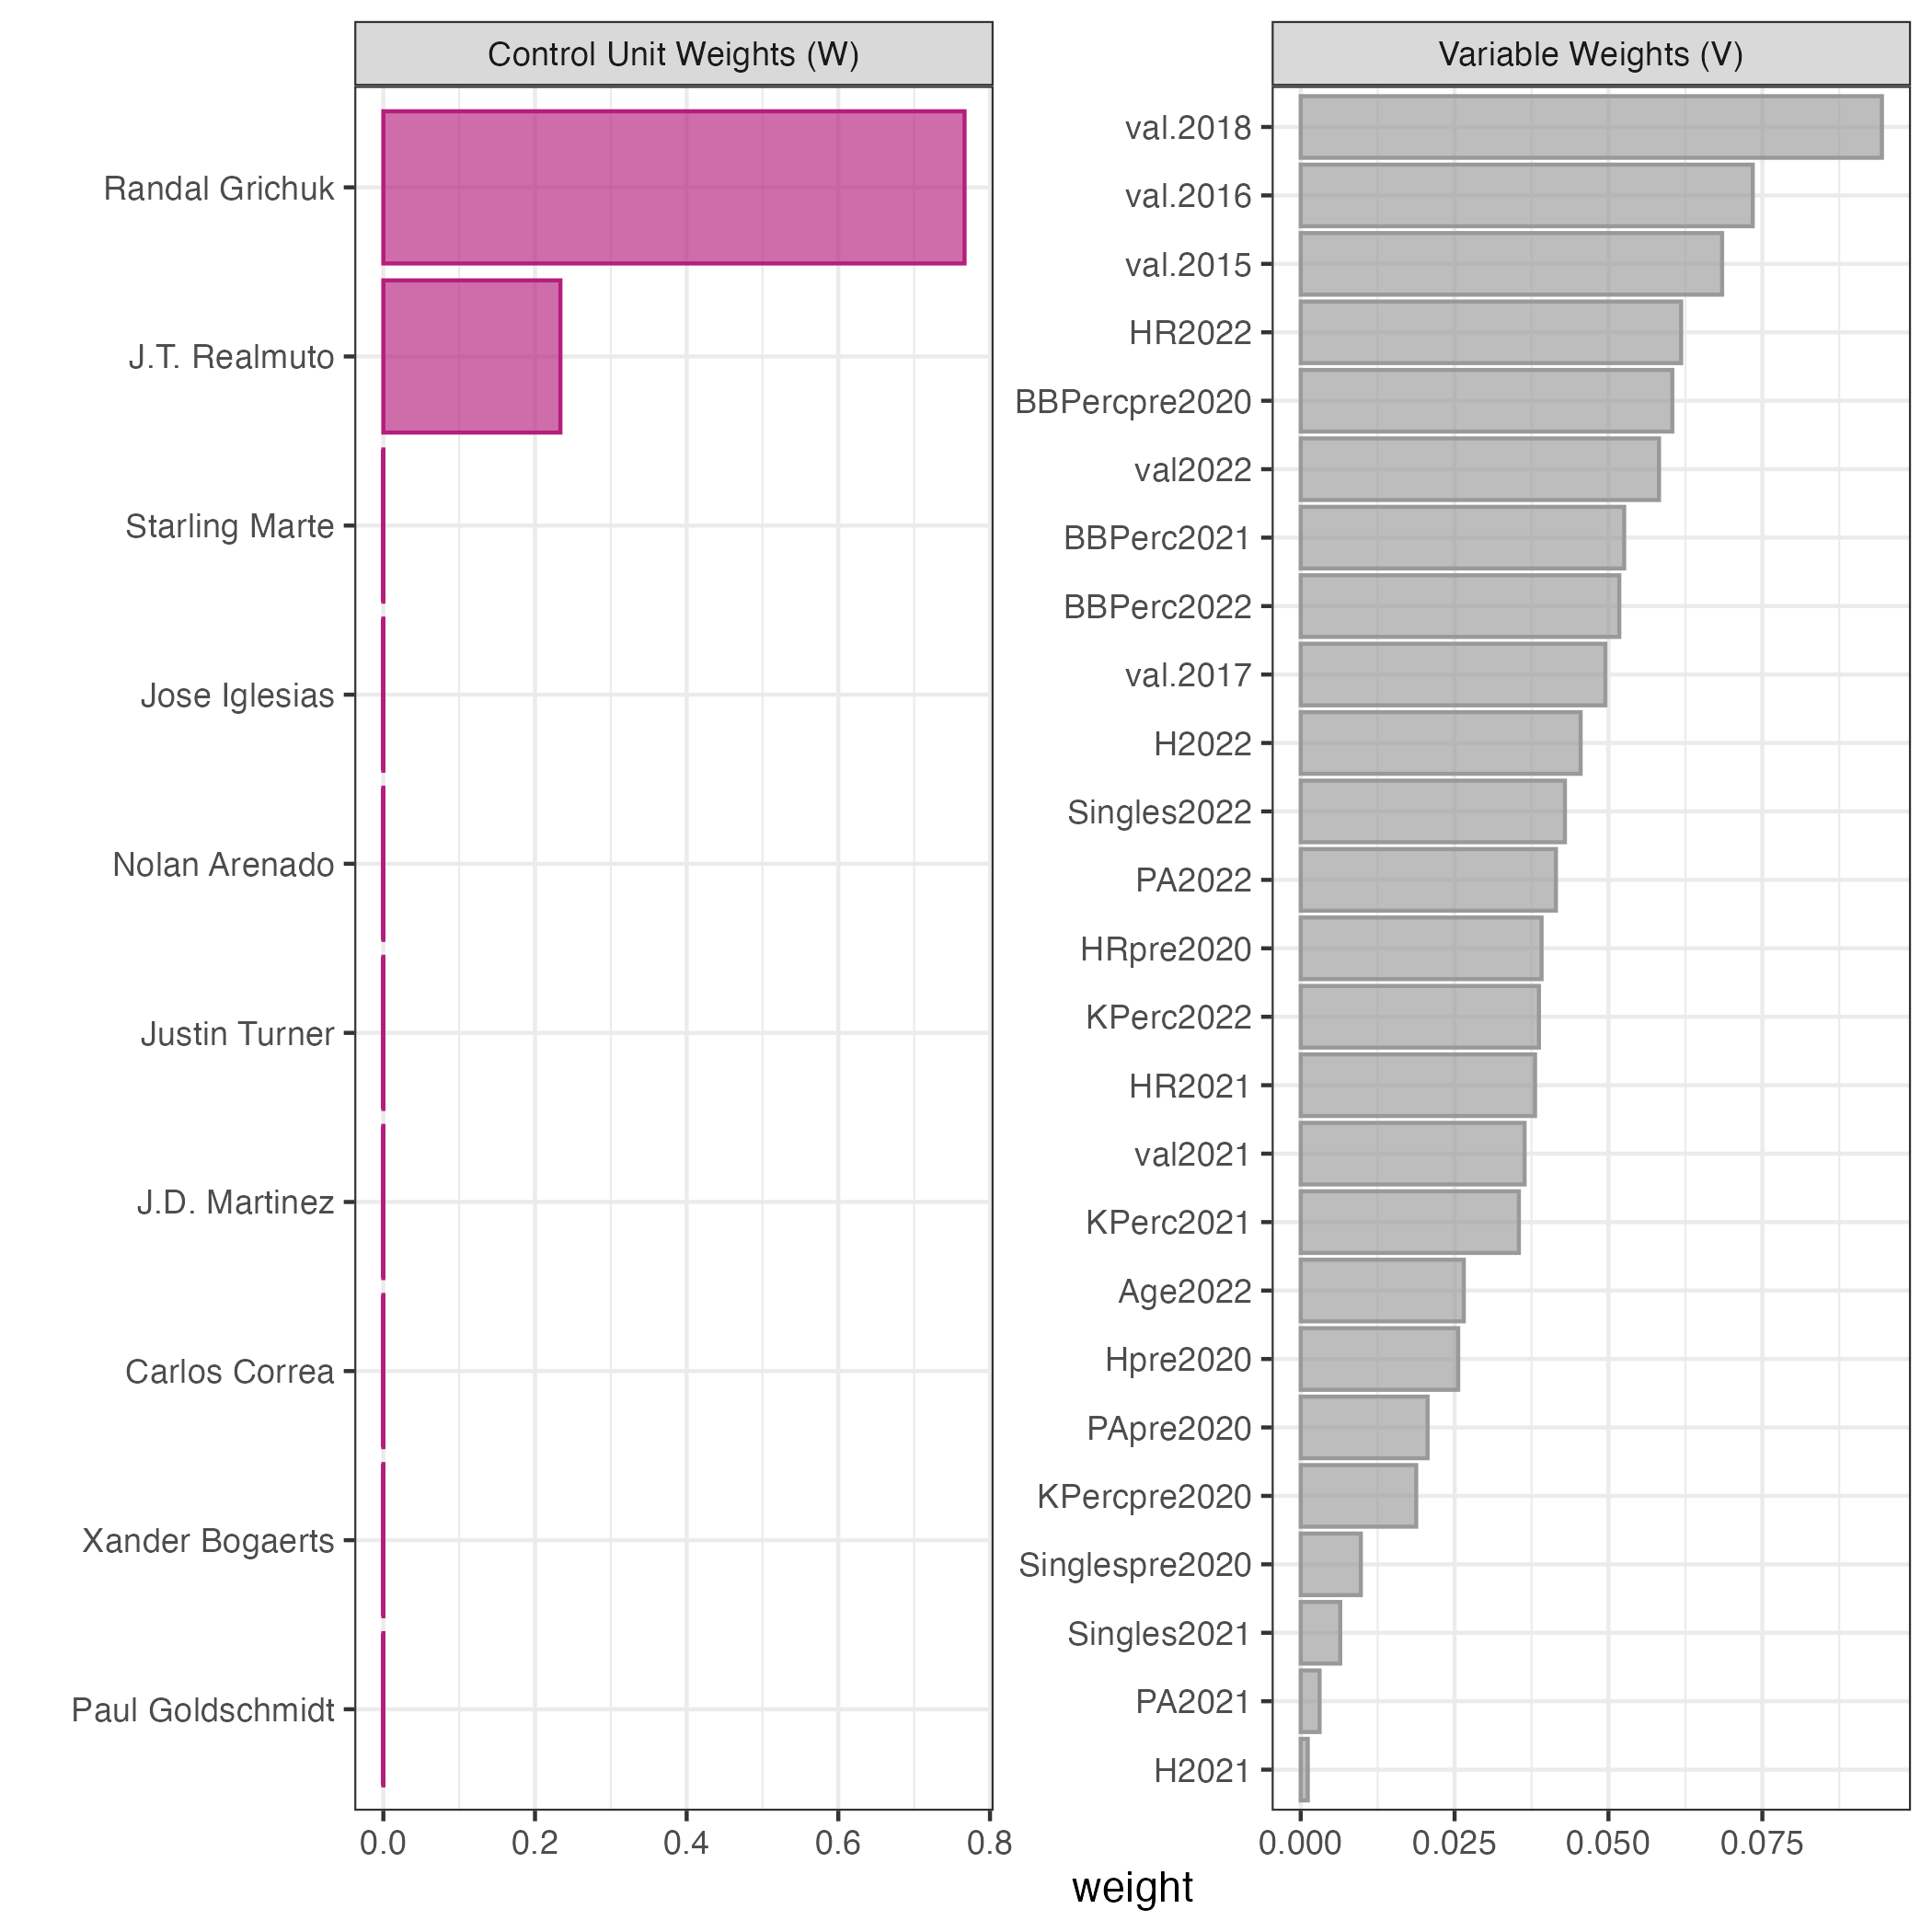 Control Unit Weights (W)
Randal Grichuk
J.T. Realmuto
Starling Marte
Jose Iglesias
Nolan Arenado
Justin Turner
J.D. Martinez
Carlos Correa
Xander Bogaerts
Paul Goldschmidt
0.0
0.2
0.4
0.6
0.8
Variable Weights (V)
val.2018
val.2016
val.2015
HR2022
BBPercpre2020
val2022
BBPerc2021
BBPerc2022
val.2017
H2022
Singles2022
PA2022
HRpre2020
KPerc2022
HR2021
val2021
KPerc2021
Age2022
Hpre2020
PApre2020
KPercpre2020
Singlespre2020
Singles2021
PA2021
H2021
0.000
0.025
0.050
0.075
weight